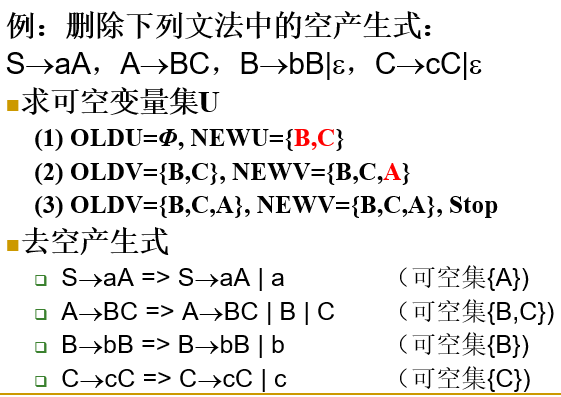 例：删除下列文法中的空产生式：
S→aA，A→BC，B→bB|ε，C→cC|ε
求可空变量集U
(1) OLDU=Φ, NEWU={B,C}
(2) OLDV={B,C}, NEWV={B,C,A}
(3) OLDV={B,C,A}, NEWV={B,C,A}, Stop
去空产生式
S→aA => S→aA | a （可空集{A}）
A→BC => A→BC | B | C （可空集{B,C}）
B→bB => B→bB | b （可空集{B}）
C→cC => C→cC | c （可空集{C}）